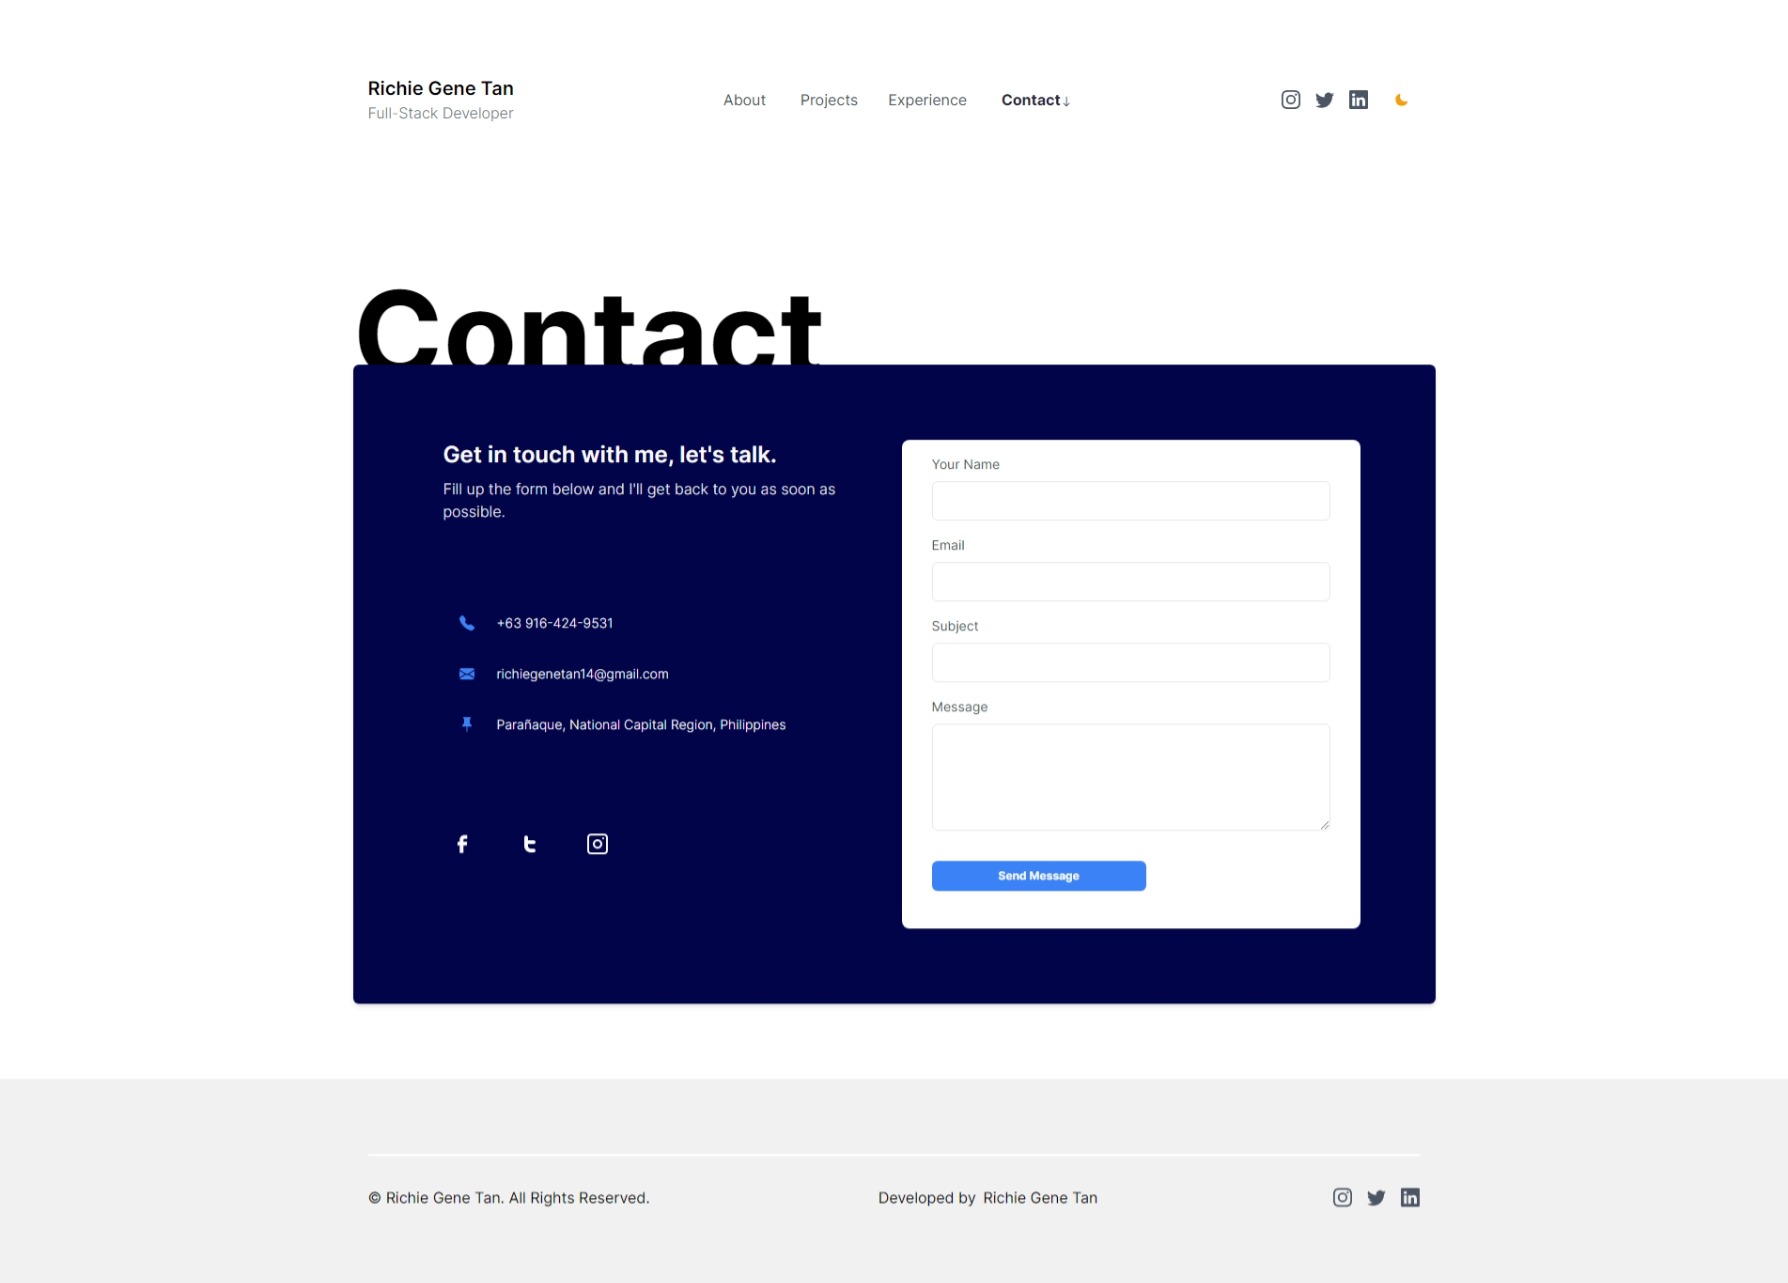 Richie Gene Tan
Full-Stack Developer
About Projects Experience Contact↓
Contact
Get in touch with me, let's talk.
Fill up the form below and I'll get back to you as soon as
possible.
+63 916-424-9531
richiegenetan14@gmail.com
Parañaque, National Capital Region, Philippines
Your Name
Email
Subject
Message
Send Message
© Richie Gene Tan. All Rights Reserved.
Developed by Richie Gene Tan